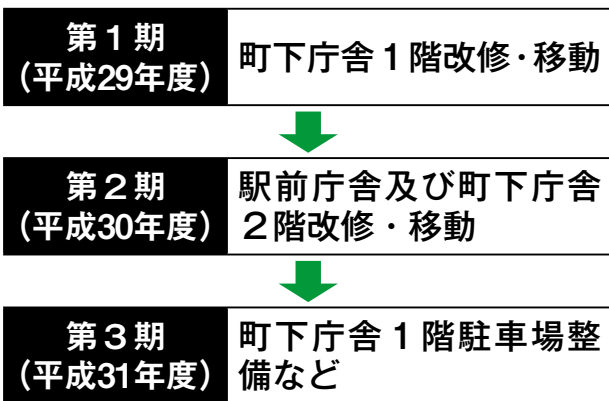 第１期
(平成29年度)
町下庁舎１階改修・移動
第２期
(平成30年度)
駅前庁舎及び町下庁舎
２階改修・移動
第３期
(平成31年度)
町下庁舎１階駐車場整
備など